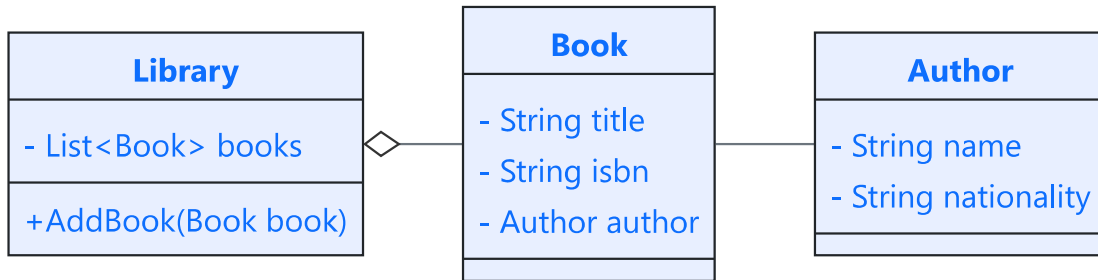 Library
- List<Book> books
+AddBook(Book book)
Book
- String title
- String isbn
- Author author
Author
- String name
- String nationality